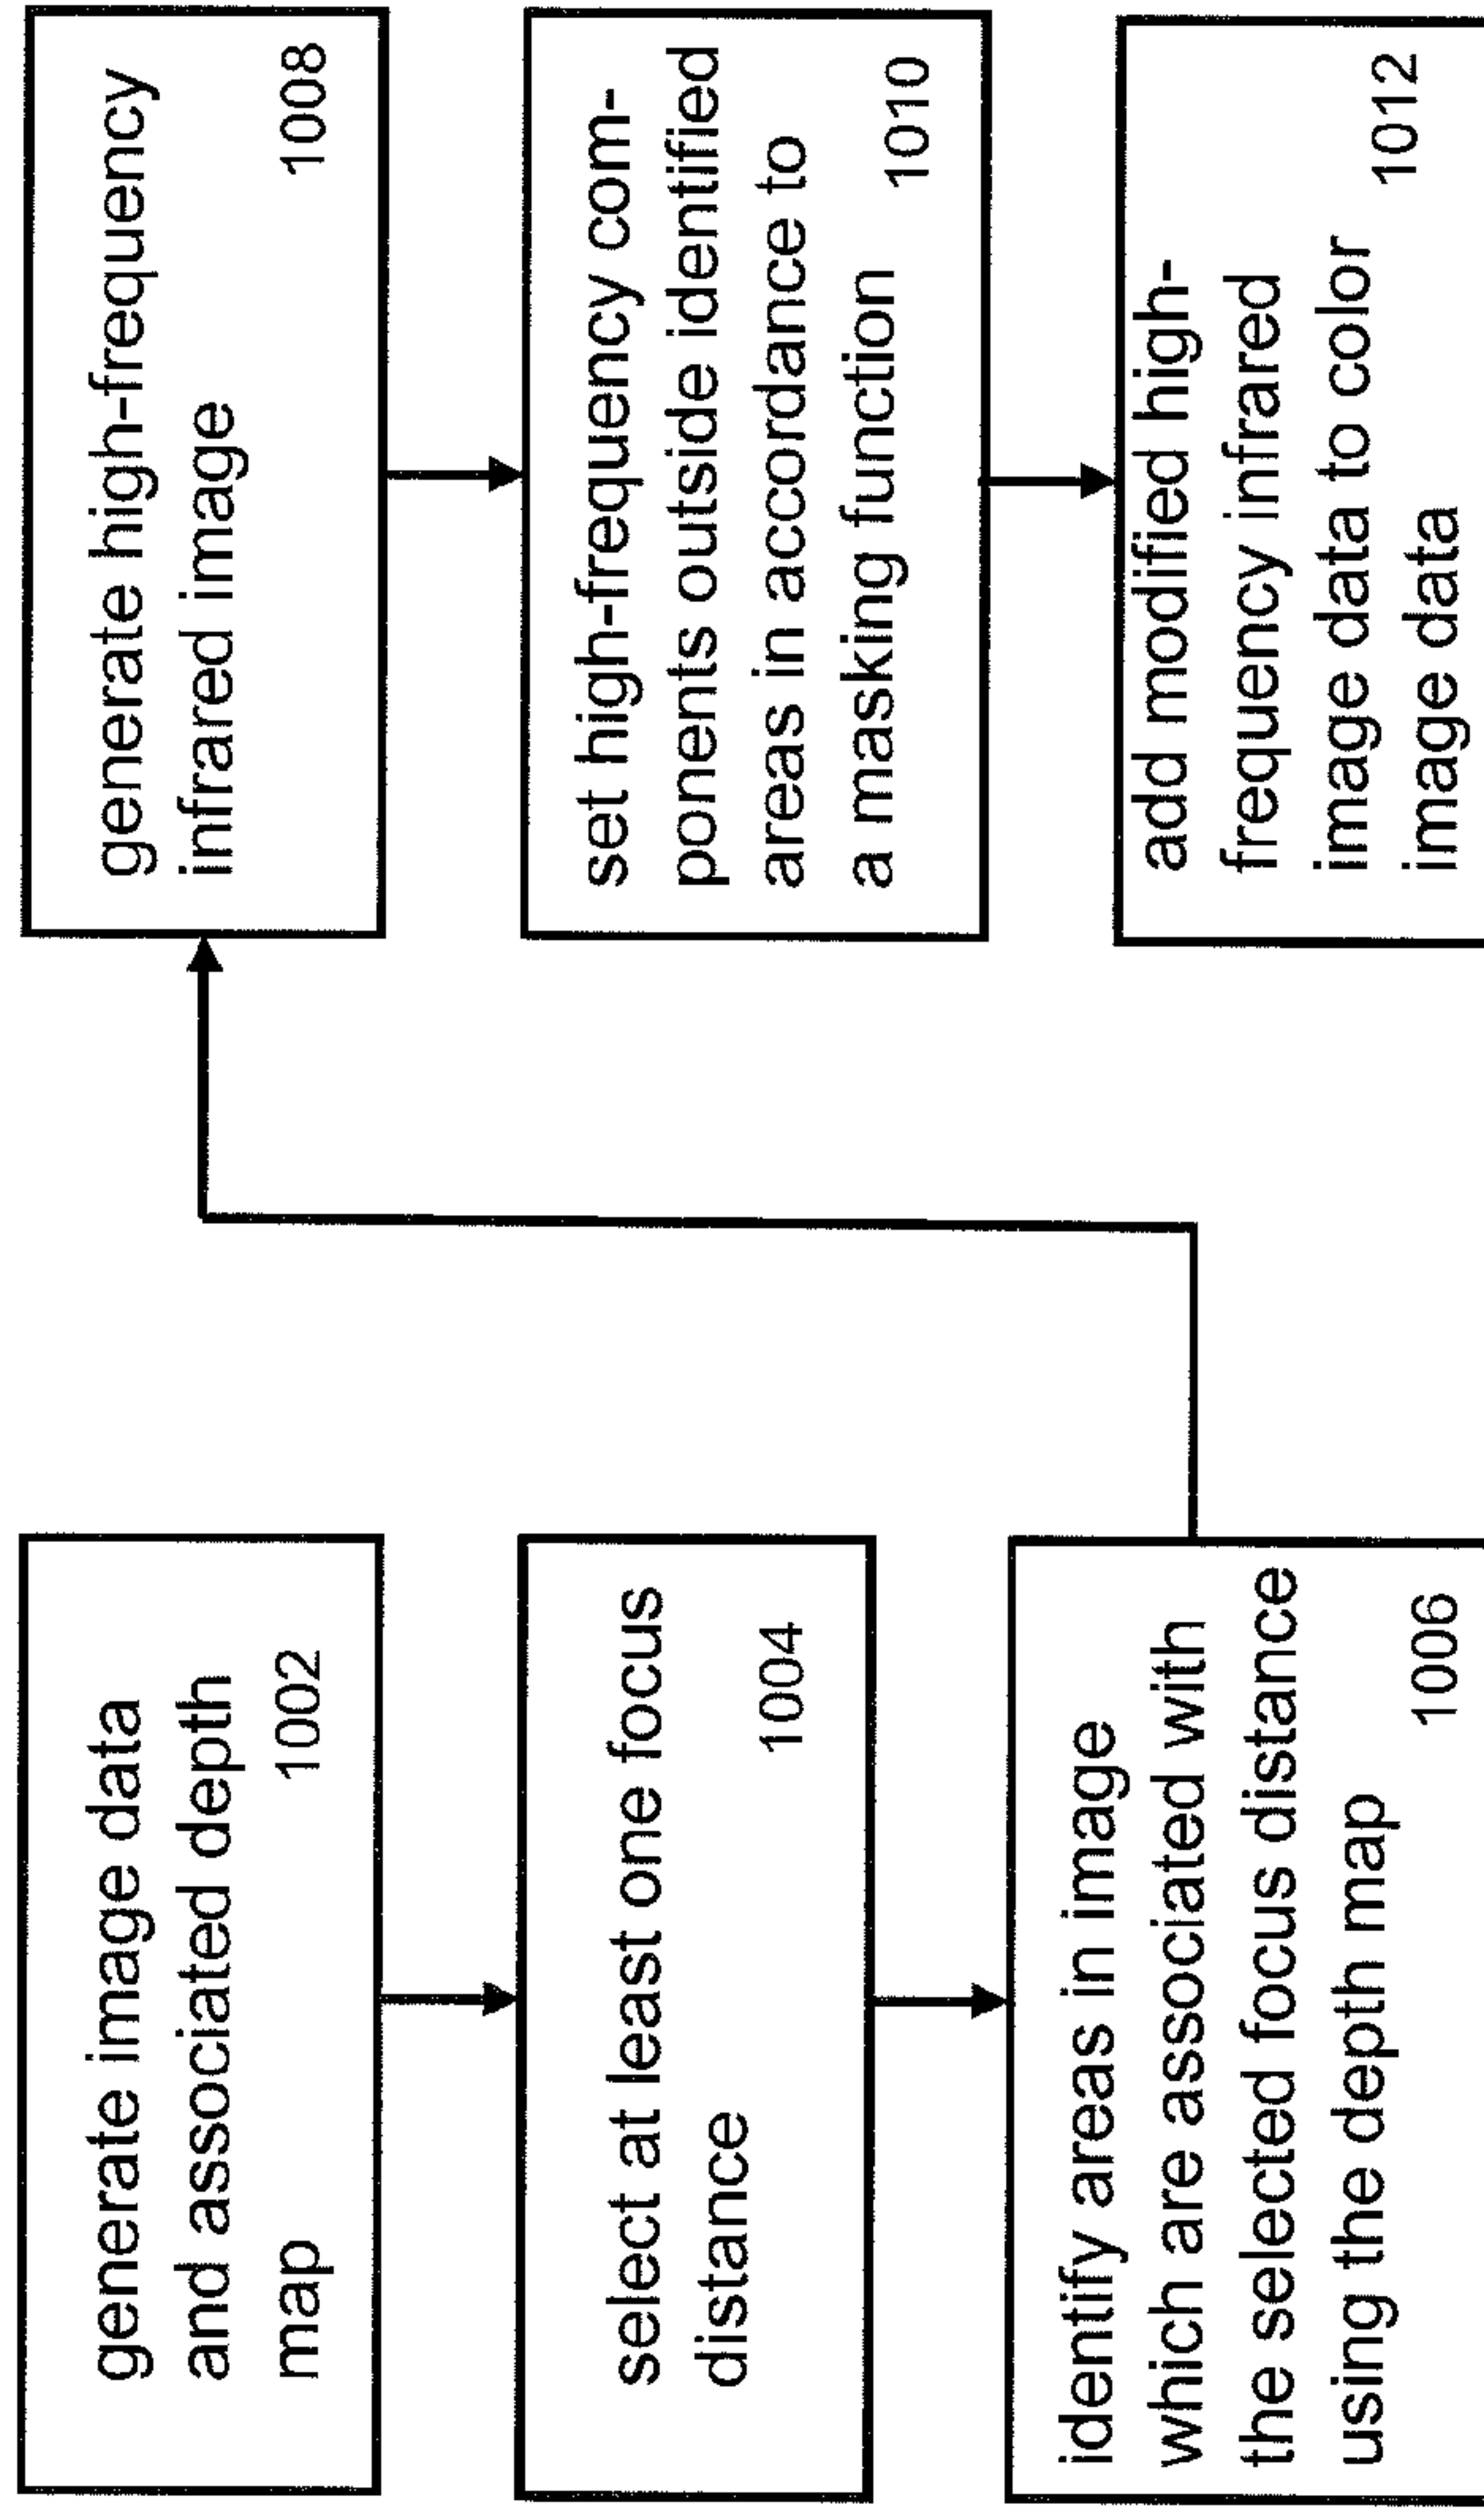 generate image data
and associated depth
map
1002
select at least one focus
distance
1004
identify areas in image
which are associated with
the selected focus distance
using the depth map
1006
generate high-frequency
infrared image
1008
set high-frequency com-
ponents outside identified
areas in accordance to
a masking function
1010
add modified high-
frequency infrared
image data to color
image data
1012